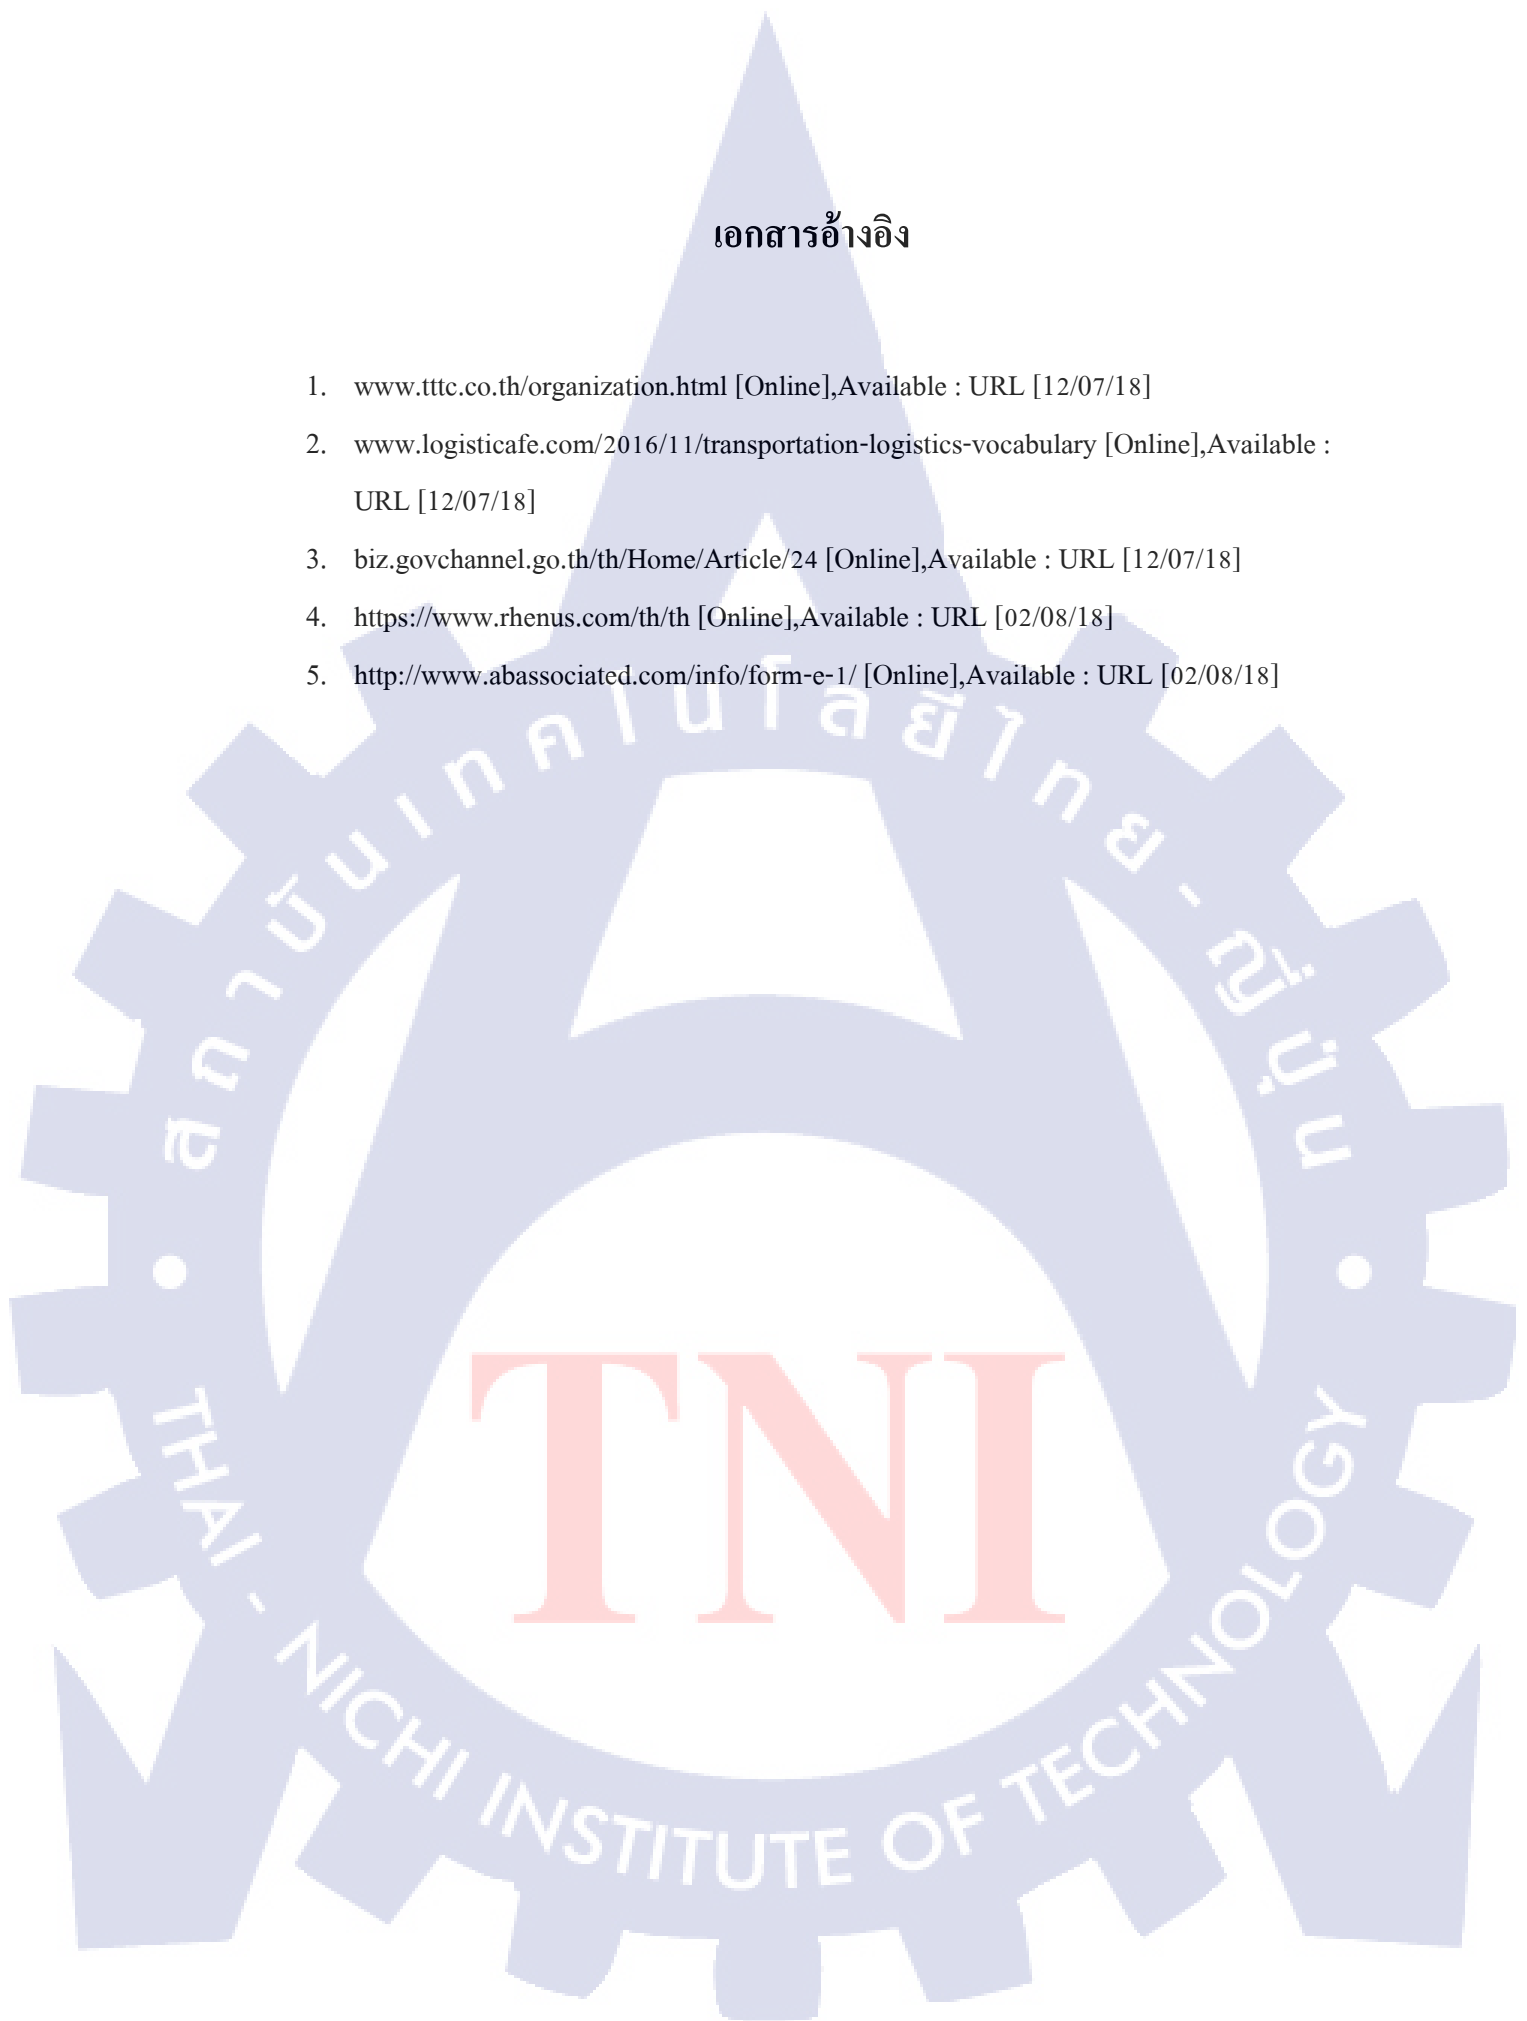 เอกสารอ้างอิง
1. www.tttc.co.th/organization.html [Online],Available : URL [12/07/18]
2. www.logisticafe.com/2016/11/transportation-logistics-vocabulary [Online],Available :
URL [12/07/18]
3. biz.govchannel.go.th/th/Home/Article/24 [Online],Available : URL [12/07/18]
4. https://www.rhenus.com/th/th [Online],Available : URL [02/08/18]
5. http://www.abassociated.com/info/form-e-1/ [Online],Available : URL [02/08/18]
สถาบันเทคโนโลยีไทย - ญี่ปุ่น
TNI
THAI - NICHI INSTITUTE OF TECHNOLOGY